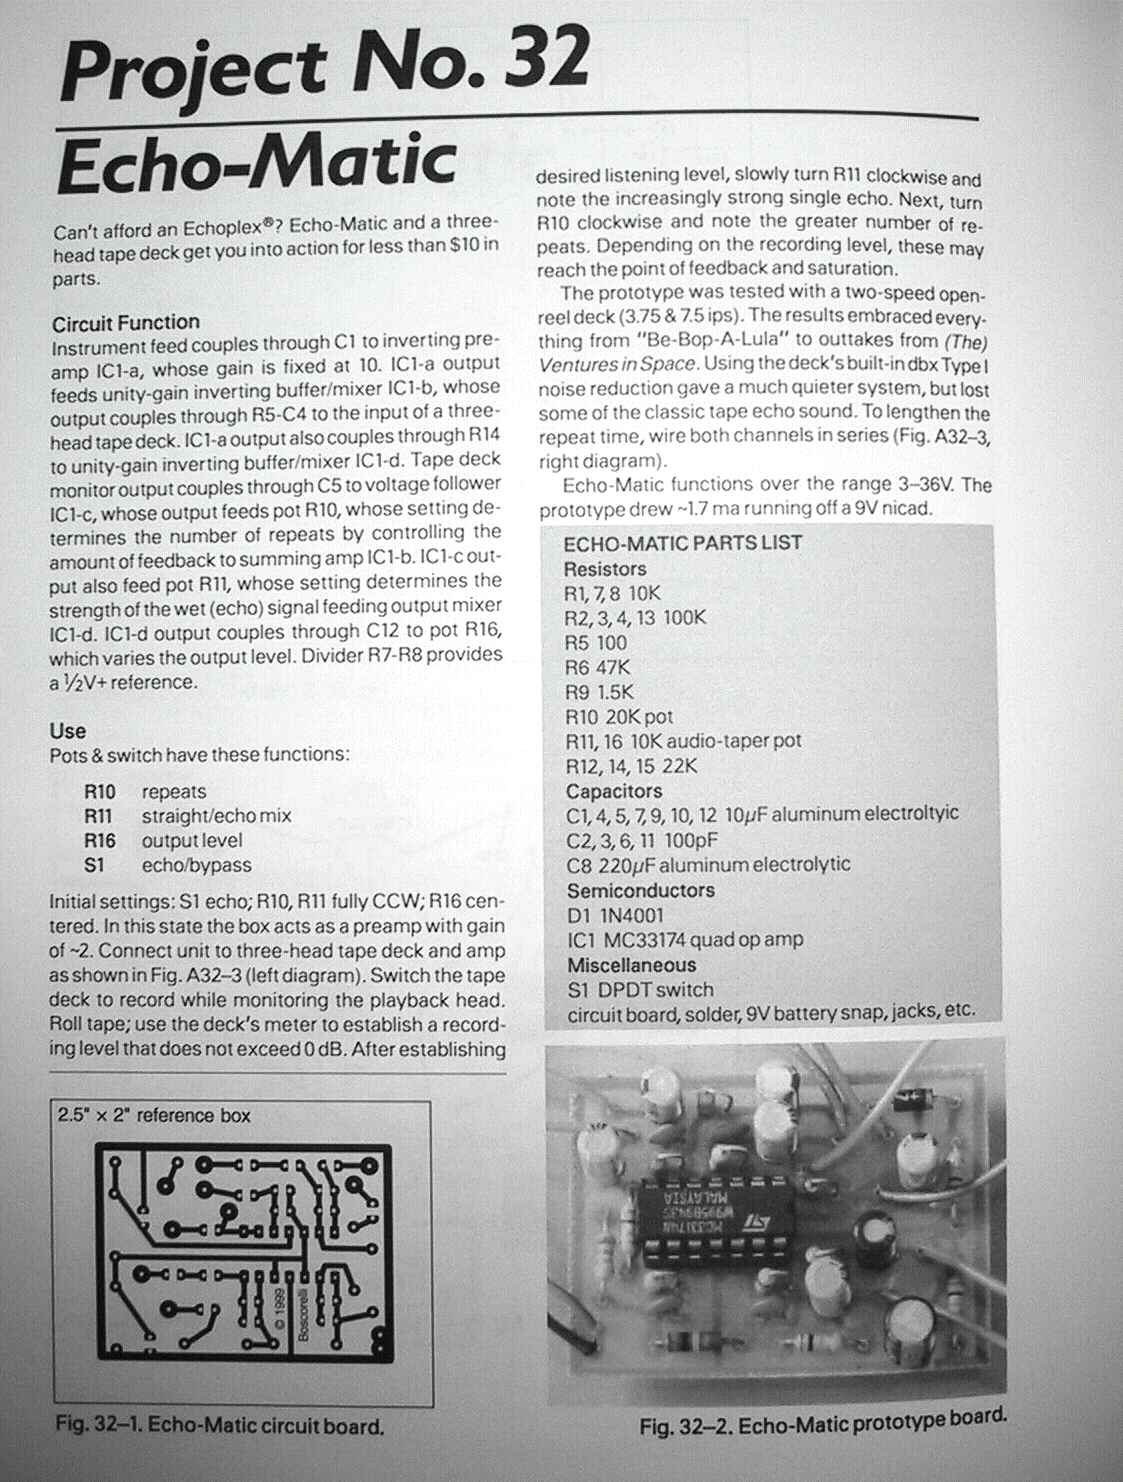 Project No. 32
Echo-Matic
Can't afford an Echoplex®? Echo-Matic and a three-
head tape deck get you into action for less than $10 in
parts.
Circuit Function
Instrument feed couples through C1 to inverting pre-
amp IC1-a, whose gain is fixed at 10. IC1-a output
feeds unity-gain inverting buffer/mixer IC1-b, whose
output couples through R5-C4 to the input of a three-
head tape deck. IC1-a output also couples through R14
to unity-gain inverting buffer/mixer IC1-d. Tape deck
monitor output couples through C5 to voltage follower
IC1-c, whose output feeds pot R10, whose setting de-
termines the number of repeats by controlling the
amount of feedback to summing amp IC1-b. IC1-c out-
put also feed pot R11, whose setting determines the
strength of the wet (echo) signal feeding output mixer
IC1-d. IC1-d output couples through C12 to pot R16,
which varies the output level. Divider R7-R8 provides
a ½V+ reference.
Use
Pots & switch have these functions:
R10 repeats
R11 straight/echo mix
R16 output level
S1 echo/bypass
Initial settings: S1 echo; R10, R11 fully CCW; R16 cen-
tered. In this state the box acts as a preamp with gain
of ~2. Connect unit to three-head tape deck and amp
as shown in Fig. A32–3 (left diagram). Switch the tape
deck to record while monitoring the playback head.
Roll tape; use the deck's meter to establish a record-
ing level that does not exceed 0 dB. After establishing
desired listening level, slowly turn R11 clockwise and
note the increasingly strong single echo. Next, turn
R10 clockwise and note the greater number of re-
peats. Depending on the recording level, these may
reach the point of feedback and saturation.
The prototype was tested with a two-speed open-
reel deck (3.75 & 7.5 ips). The results embraced every-
thing from "Be-Bop-A-Lula" to outtakes from (The)
Ventures in Space. Using the deck's built-in dbx Type I
noise reduction gave a much quieter system, but lost
some of the classic tape echo sound. To lengthen the
repeat time, wire both channels in series (Fig. A32–3,
right diagram).
Echo-Matic functions over the range 3–36V. The
prototype drew ~1.7 ma running off a 9V nicad.
ECHO-MATIC PARTS LIST
Resistors
R1, 7, 8 10K
R2, 3, 4, 13 100K
R5 100
R6 47K
R9 1.5K
R10 20K pot
R11, 16 10K audio-taper pot
R12, 14, 15 22K
Capacitors
C1, 4, 5, 7, 9, 10, 12 10µF aluminum electroltyic
C2, 3, 6, 11 100pF
C8 220µF aluminum electrolytic
Semiconductors
D1 1N4001
IC1 MC33174 quad op amp
Miscellaneous
S1 DPDT switch
circuit board, solder, 9V battery snap, jacks, etc.
2.5" × 2" reference box
© 1999
Boscorelli
Fig. 32–1. Echo-Matic circuit board.
ST
MALAYSIA
Fig. 32–2. Echo-Matic prototype board.